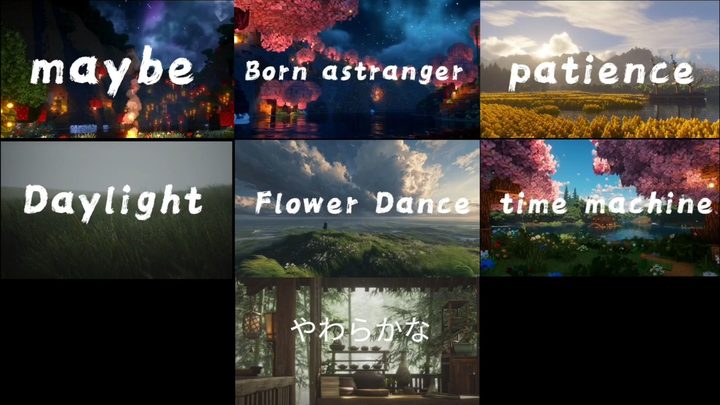 maybe
Born astranger
patience
Daylight
Flower Dance
time machine
やわらかな